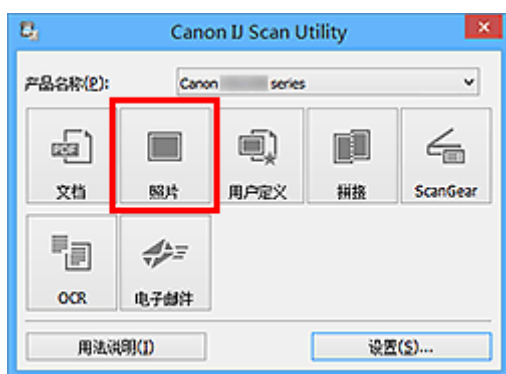 Canon IJ Scan Utility
产品名称(P):
Canon series
PDF
文档
照片
用户定义
拼接
ScanGear
OCR
电子邮件
用法说明(I)
设置(S)...